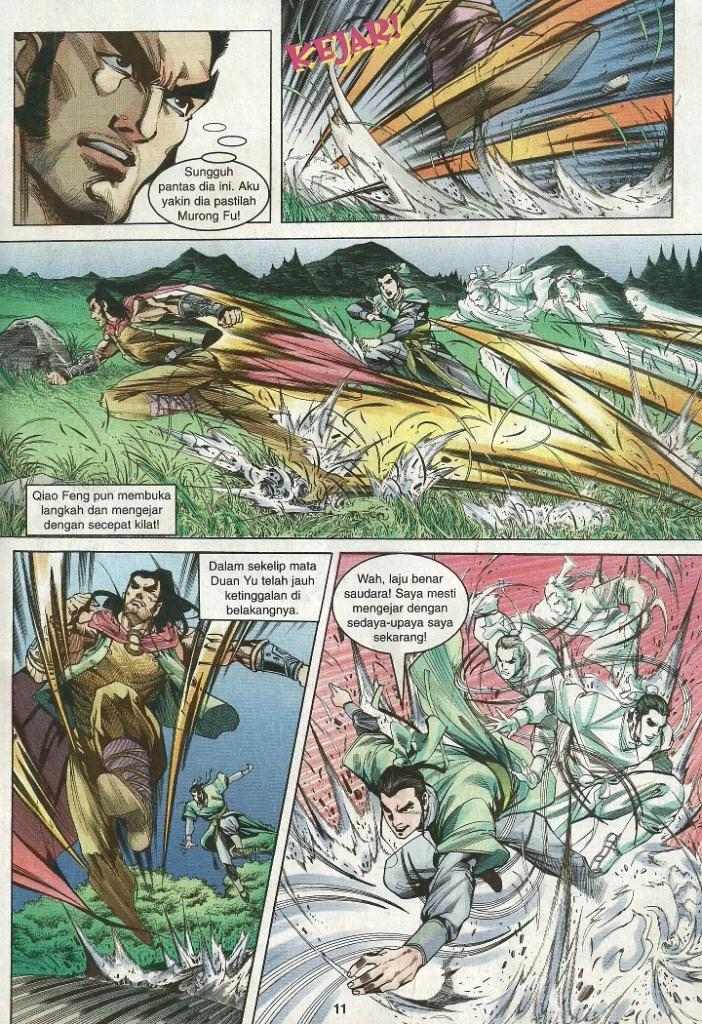 Sungguh
pantas dia ini. Aku
yakin dia pastilah
Murong Fu!
KEJAR!
Qiao Feng pun membuka
langkah dan mengejar
dengan secepat kilat!
Dalam sekelip mata
Duan Yu telah jauh
ketinggalan di
belakangnya.
Wah, laju benar
saudara! Saya mesti
mengejar dengan
sedaya-upaya saya
sekarang!
11